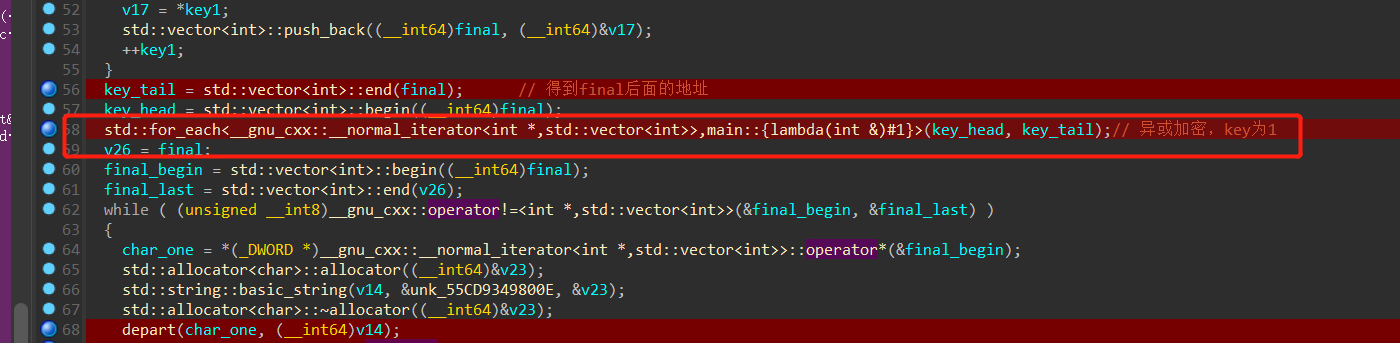 52 v17 = *key1;
53 std::vector<int>::push_back((__int64)final, (__int64)&v17);
54 ++key1;
55 }
56 key_tail = std::vector<int>::end(final); // 得到final后面的地址
57 key_head = std::vector<int>::begin((__int64)final);
58 std::for_each<__gnu_cxx::__normal_iterator<int *,std::vector<int>>,main::{lambda(int &)#1}>(key_head, key_tail);// 异或加密，key为1
59 v26 = final;
60 final_begin = std::vector<int>::begin((__int64)final);
61 final_last = std::vector<int>::end(v26);
62 while ( (unsigned __int8)__gnu_cxx::operator!=<int *,std::vector<int>>(&final_begin, &final_last) )
63 {
64 char_one = *(_DWORD *)__gnu_cxx::__normal_iterator<int *,std::vector<int>>::operator*(&final_begin);
65 std::allocator<char>::allocator((__int64)&v23);
66 std::string::basic_string(v14, &unk_55CD9349800E, &v23);
67 std::allocator<char>::~allocator((__int64)&v23);
68 depart(char_one, (__int64)v14);